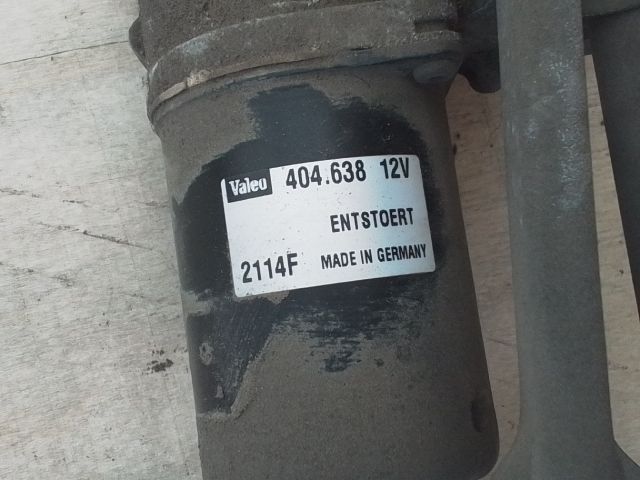 Valeo 404.638 12V
ENTSTOERT
2114F MADE IN GERMANY